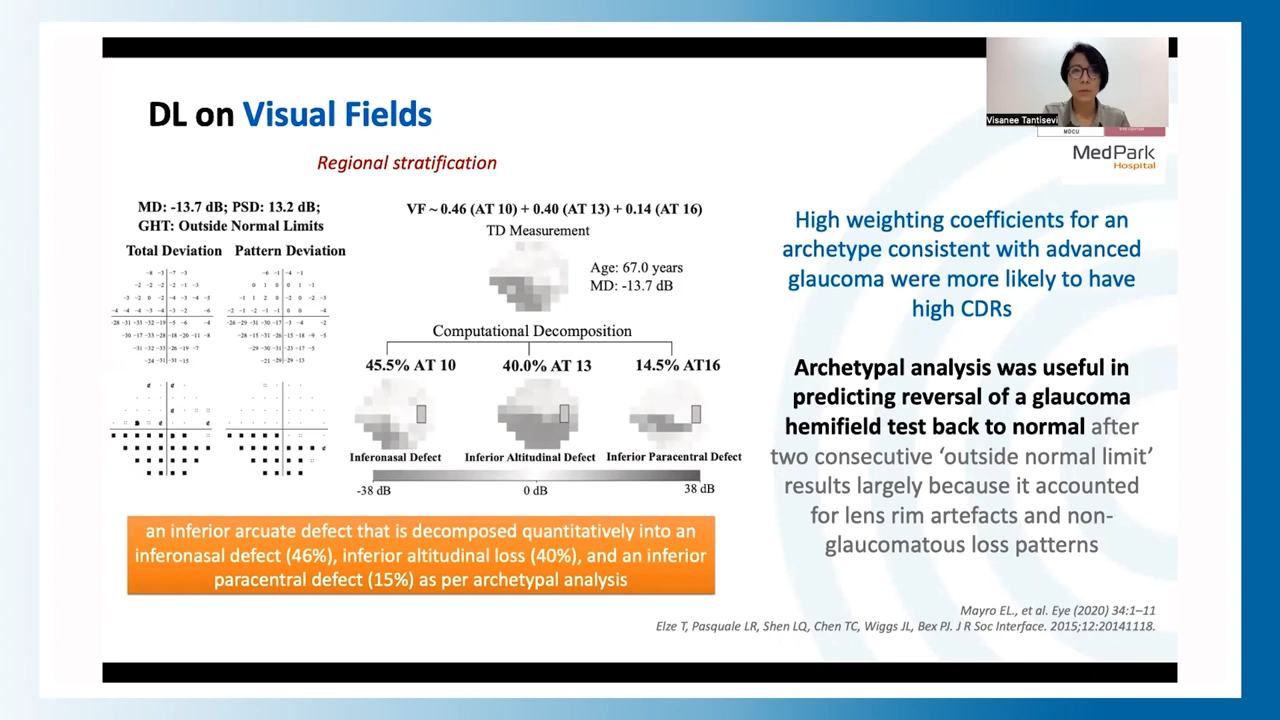 DL on Visual Fields
Regional stratification
Visanee Tantisevi
MDCU
MedPark
Hospital
MD: -13.7 dB; PSD: 13.2 dB;
GHT: Outside Normal Limits
Total Deviation Pattern Deviation
VF ~ 0.46 (AT 10) + 0.40 (AT 13) + 0.14 (AT 16)
TD Measurement
Age: 67.0 years
MD: -13.7 dB
Computational Decomposition
45.5% AT 10 40.0% AT 13 14.5% AT16
Inferonasal Defect Inferior Altitudinal Defect Inferior Paracentral Defect
-38 dB 0 dB 38 dB
an inferior arcuate defect that is decomposed quantitatively into an
inferonasal defect (46%), inferior altitudinal loss (40%), and an inferior
paracentral defect (15%) as per archetypal analysis
High weighting coefficients for an
archetype consistent with advanced
glaucoma were more likely to have
high CDRs
Archetypal analysis was useful in
predicting reversal of a glaucoma
hemifield test back to normal after
two consecutive ‘outside normal limit’
results largely because it accounted
for lens rim artefacts and non-
glaucomatous loss patterns
Mayro EL., et al. Eye (2020) 34:1–11
Elze T, Pasquale LR, Shen LQ, Chen TC, Wiggs JL, Bex PJ. J R Soc Interface. 2015;12:20141118.